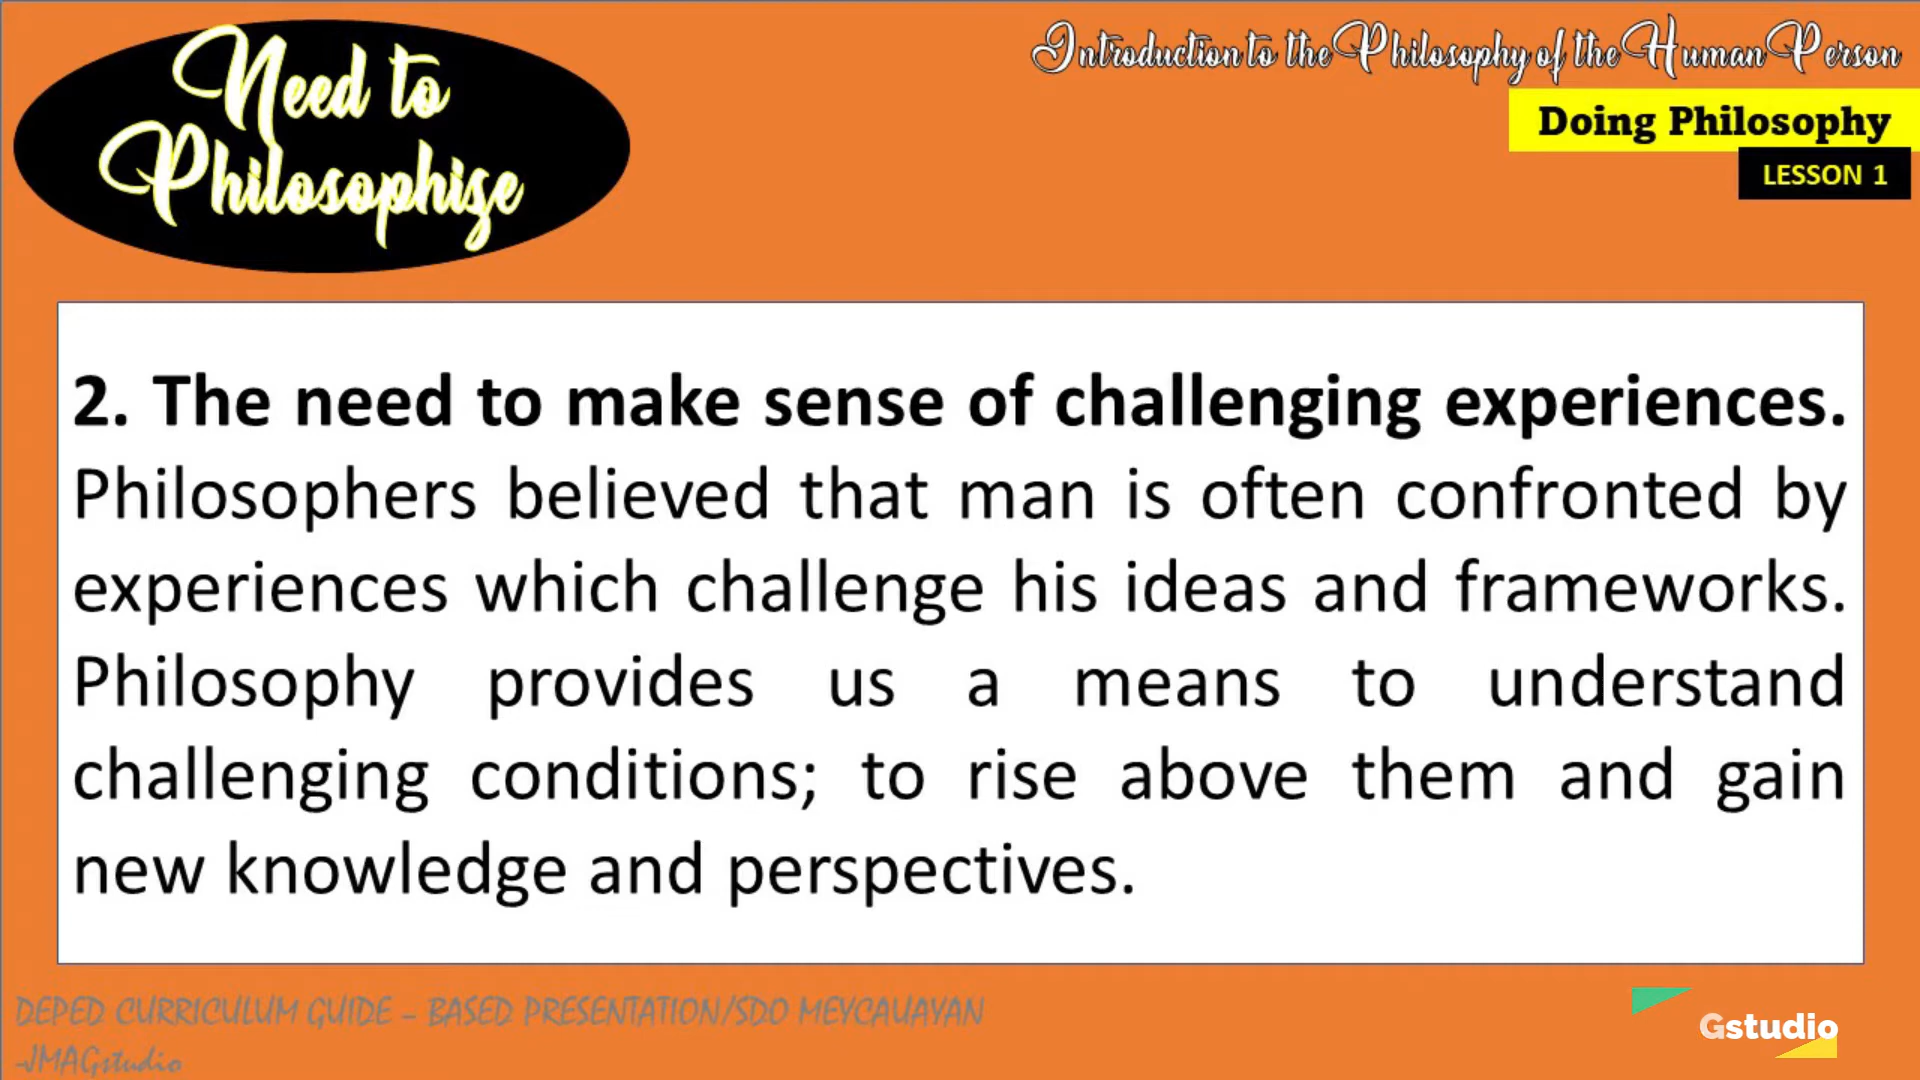 Need to
Philosophize
Introduction to the Philosophy of the Human Person
Doing Philosophy
LESSON 1
2. The need to make sense of challenging experiences.
Philosophers believed that man is often confronted by
experiences which challenge his ideas and frameworks.
Philosophy provides us a means to understand
challenging conditions; to rise above them and gain
new knowledge and perspectives.
DEPED CURRICULUM GUIDE – BASED PRESENTATION/SDO MEYCAUAYAN
-JMAGstudio
Gstudio